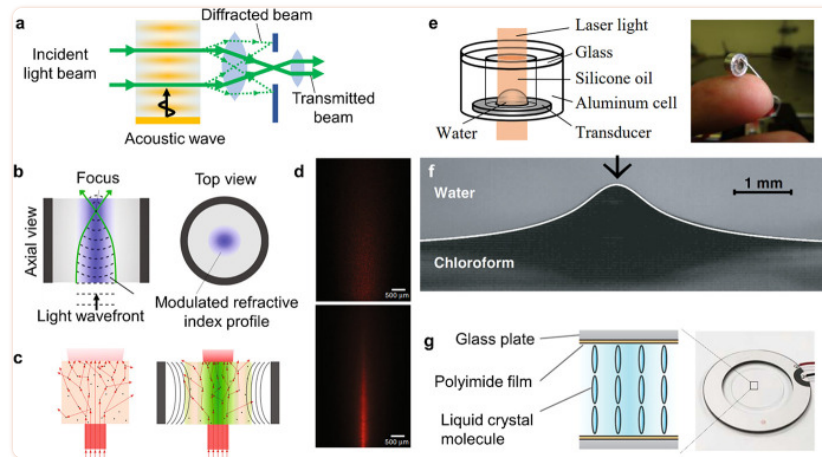 a
Diffracted beam
Incident
light beam
Transmitted
beam
Acoustic wave
b
Focus
Top view
Axial view
Modulated refractive
index profile
Light wavefront
c
d
500 μm
500 μm
e
Laser light
Glass
Silicone oil
Aluminum cell
Water
Transducer
f
Water
1 mm
Chloroform
g
Glass plate
Polyimide film
Liquid crystal
molecule